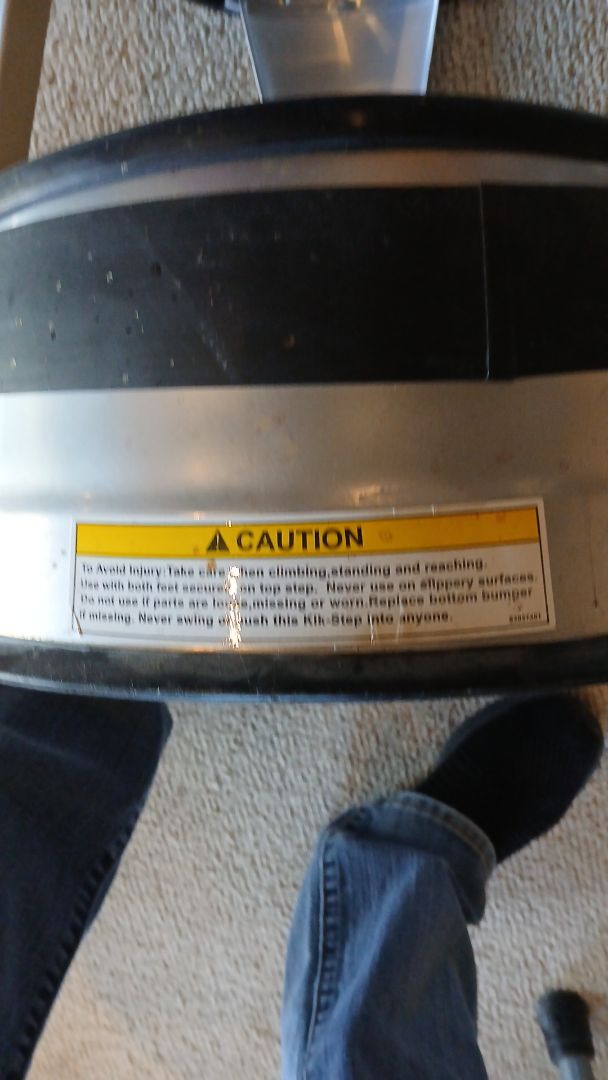 CAUTION
To Avoid Injury: Take climbing, standing and reaching.
Use with both feet on top step. Never use on slippery surfaces.
Do not use if parts are missing or worn. Replace bottom bumper
if missing. Never swing this Kik-Step into anyone.